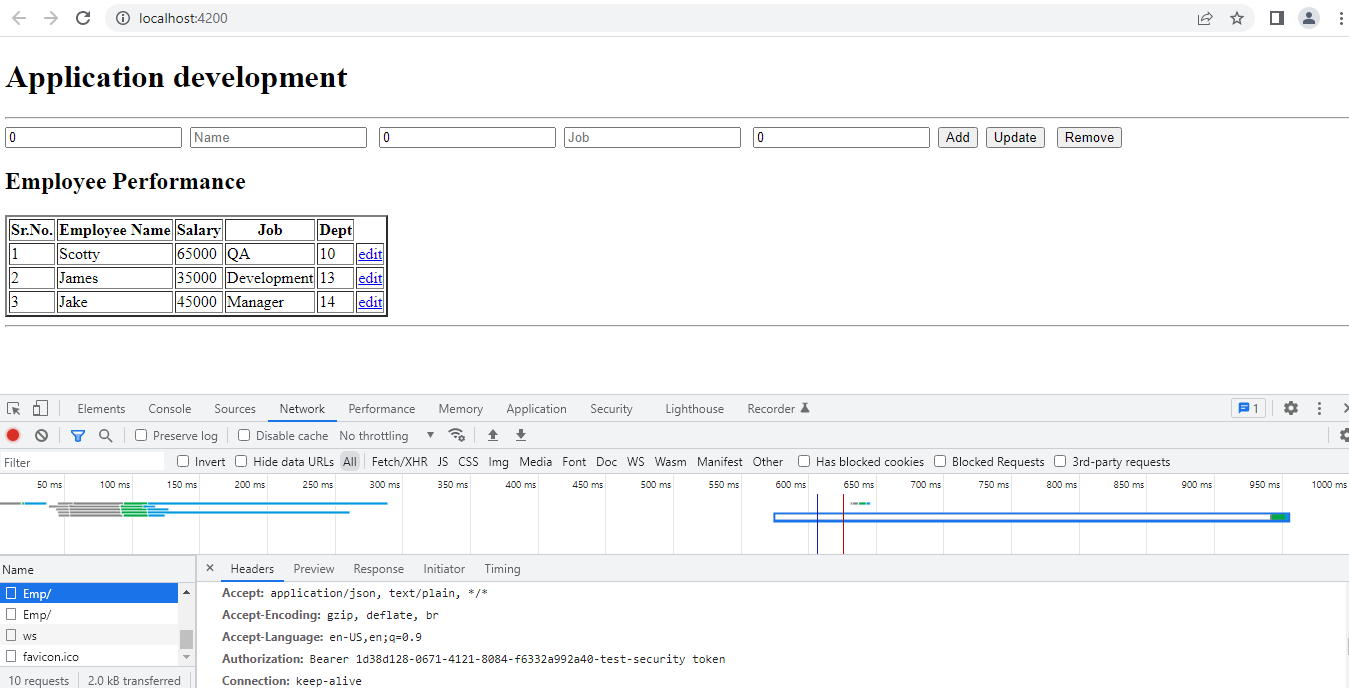 localhost:4200
Application development
0 Name 0 Job 0 Add Update Remove
Employee Performance
Sr.No. Employee Name Salary Job Dept
1 Scotty 65000 QA 10 edit
2 James 35000 Development 13 edit
3 Jake 45000 Manager 14 edit
Elements Console Sources Network Performance Memory Application Security Lighthouse Recorder 1
Preserve log Disable cache No throttling
Filter Invert Hide data URLs All Fetch/XHR JS CSS Img Media Font Doc WS Wasm Manifest Other Has blocked cookies Blocked Requests 3rd-party requests
50 ms 100 ms 150 ms 200 ms 250 ms 300 ms 350 ms 400 ms 450 ms 500 ms 550 ms 600 ms 650 ms 700 ms 750 ms 800 ms 850 ms 900 ms 950 ms 1000 ms
Name × Headers Preview Response Initiator Timing
Emp/
Emp/
ws
favicon.ico
10 requests 2.0 kB transferred
Accept: application/json, text/plain, */*
Accept-Encoding: gzip, deflate, br
Accept-Language: en-US,en;q=0.9
Authorization: Bearer 1d38d128-0671-4121-8084-f6332a992a40-test-security token
Connection: keep-alive